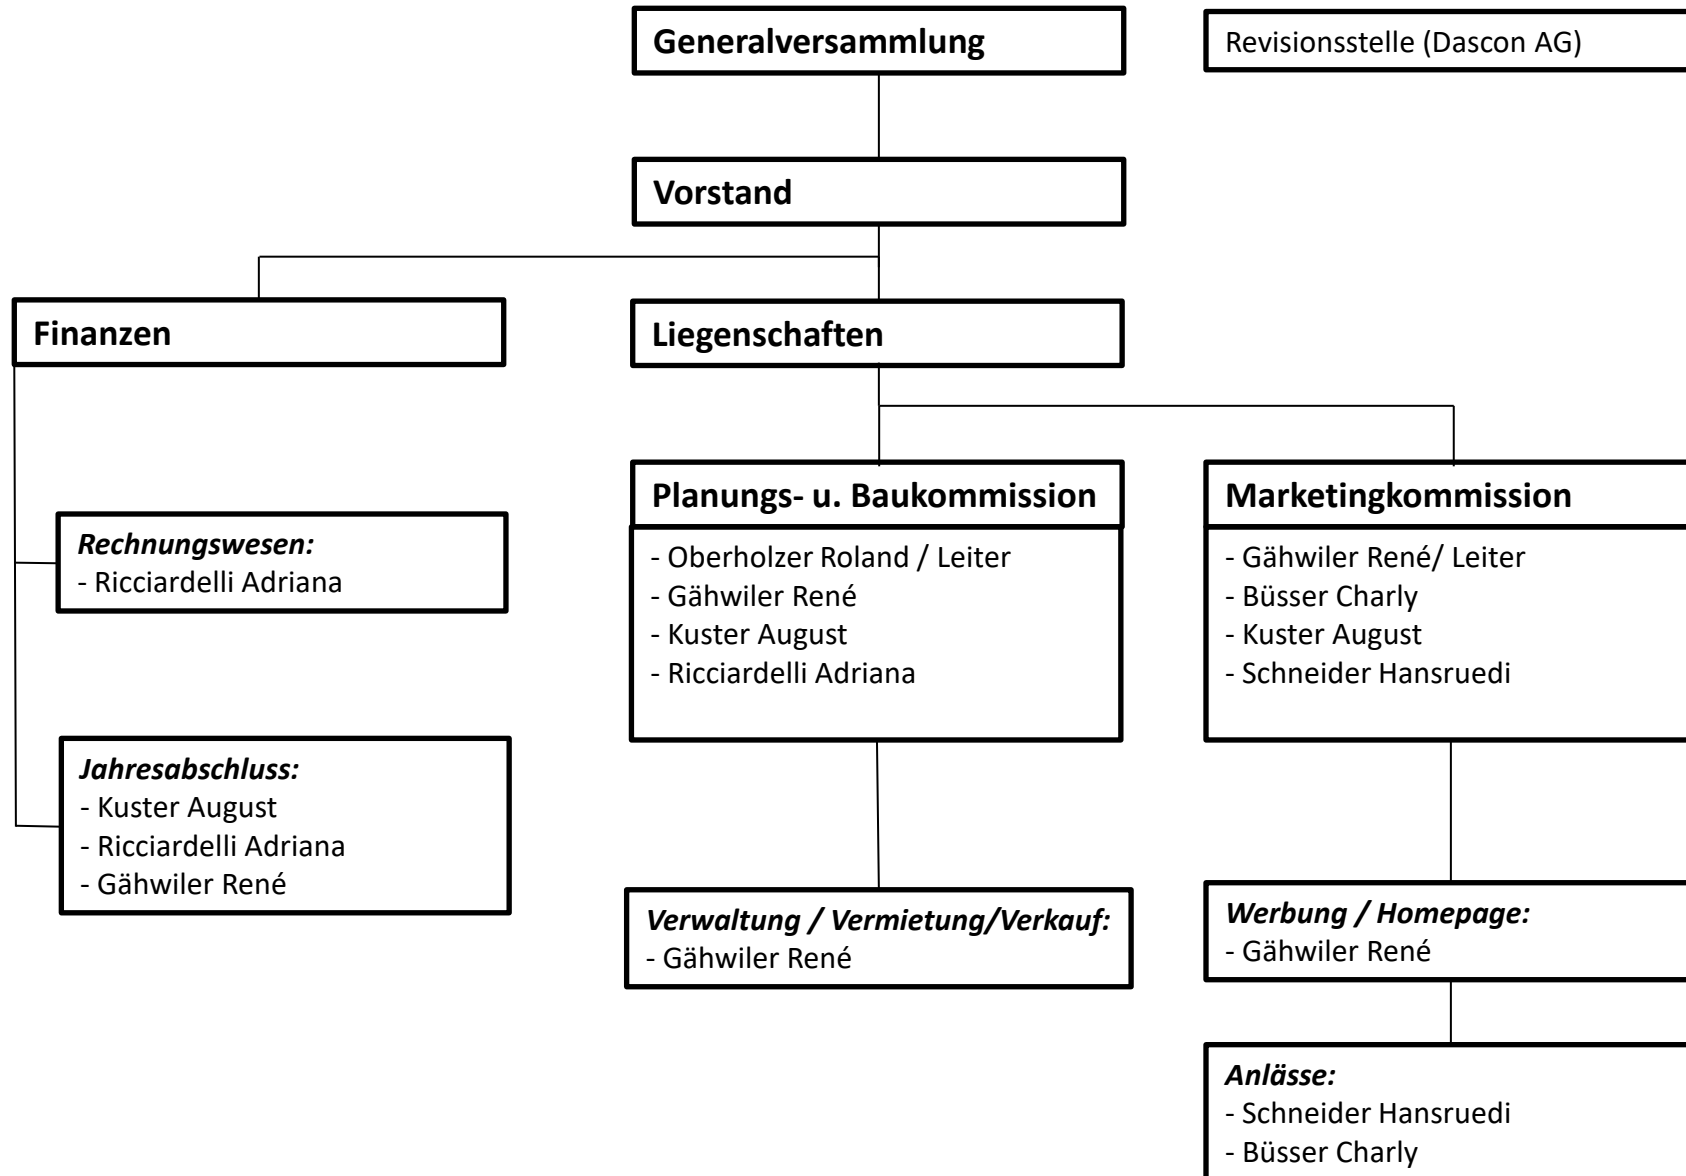 Generalversammlung
Revisionsstelle (Dascon AG)
Vorstand
Finanzen
Liegenschaften
Rechnungswesen:
- Ricciardelli Adriana
Jahresabschluss:
- Kuster August
- Ricciardelli Adriana
- Gähwiler René
Planungs- u. Baukommission
- Oberholzer Roland / Leiter
- Gähwiler René
- Kuster August
- Ricciardelli Adriana
Verwaltung / Vermietung/Verkauf:
- Gähwiler René
Marketingkommission
- Gähwiler René/ Leiter
- Büsser Charly
- Kuster August
- Schneider Hansruedi
Werbung / Homepage:
- Gähwiler René
Anlässe:
- Schneider Hansruedi
- Büsser Charly